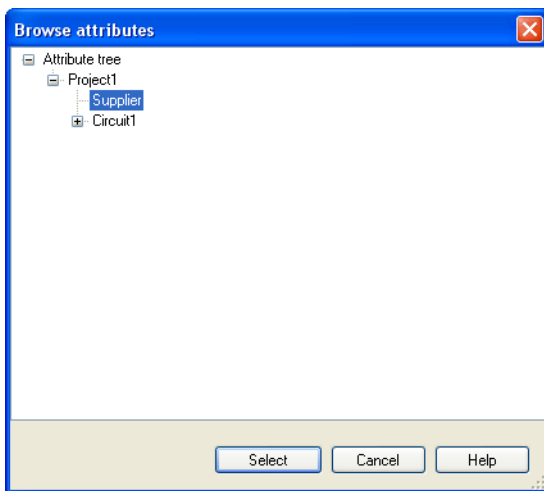 Browse attributes
Attribute tree
Project1
Supplier
Circuit1
Select Cancel Help